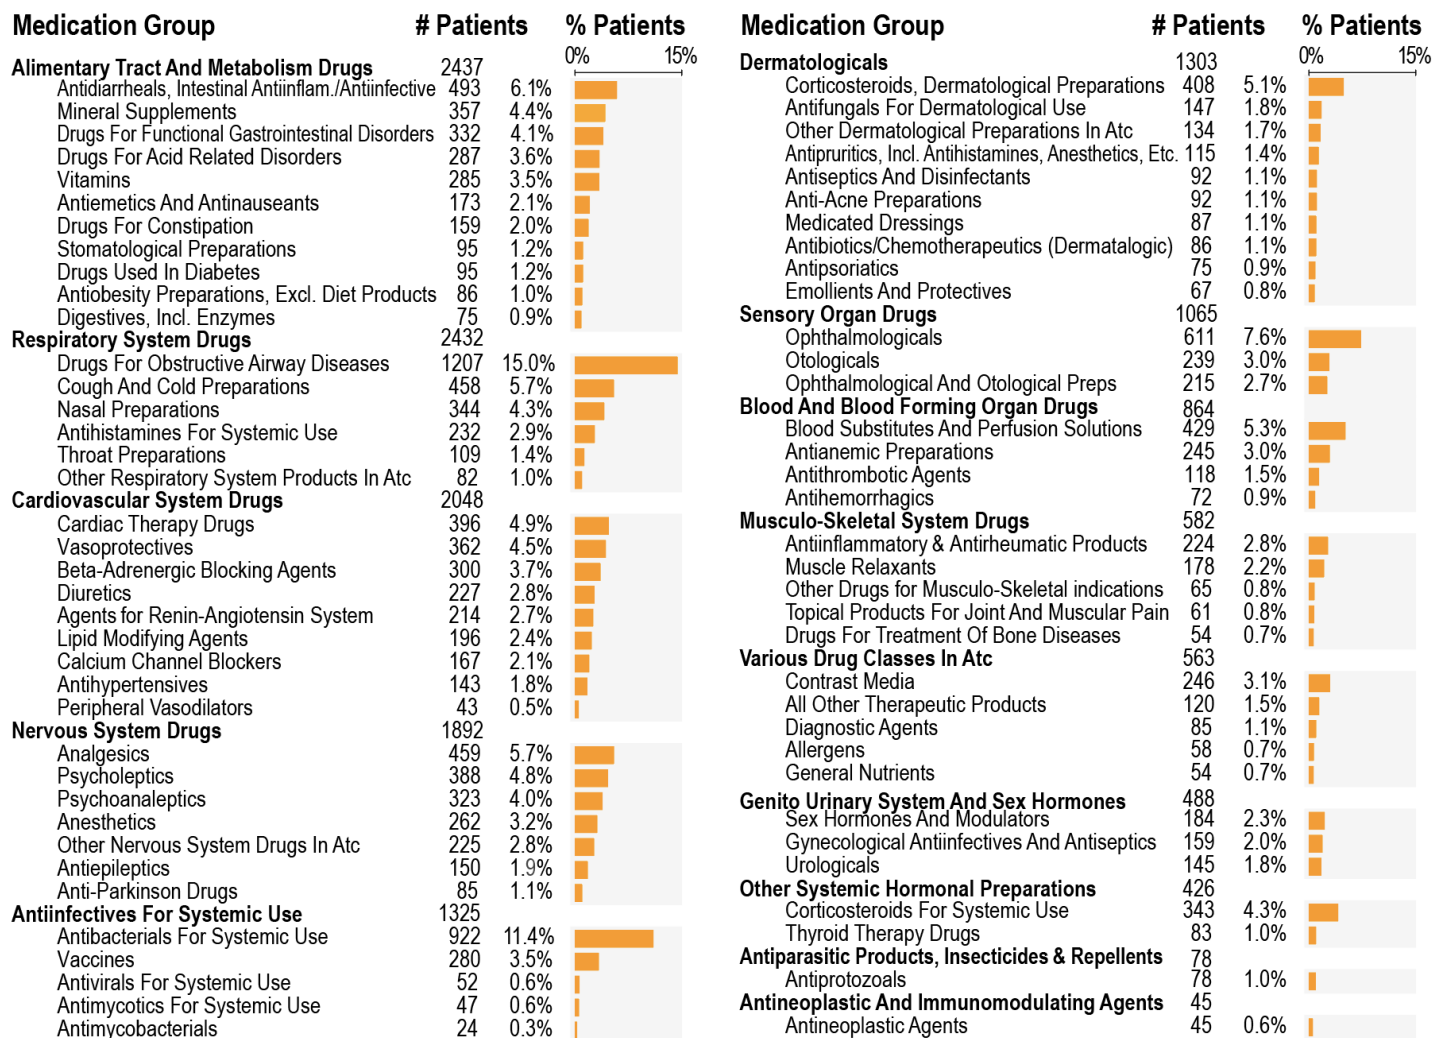 Medication Group # Patients % Patients
0% 15%
Alimentary Tract And Metabolism Drugs 2437
Antidiarrheals, Intestinal Antiinflam./Antiinfective 493 6.1%
Mineral Supplements 357 4.4%
Drugs For Functional Gastrointestinal Disorders 332 4.1%
Drugs For Acid Related Disorders 287 3.6%
Vitamins 285 3.5%
Antiemetics And Antinauseants 173 2.1%
Drugs For Constipation 159 2.0%
Stomatological Preparations 95 1.2%
Drugs Used In Diabetes 95 1.2%
Antiobesity Preparations, Excl. Diet Products 86 1.0%
Digestives, Incl. Enzymes 75 0.9%
Respiratory System Drugs 2432
Drugs For Obstructive Airway Diseases 1207 15.0%
Cough And Cold Preparations 458 5.7%
Nasal Preparations 344 4.3%
Antihistamines For Systemic Use 232 2.9%
Throat Preparations 109 1.4%
Other Respiratory System Products In Atc 82 1.0%
Cardiovascular System Drugs 2048
Cardiac Therapy Drugs 396 4.9%
Vasoprotectives 362 4.5%
Beta-Adrenergic Blocking Agents 300 3.7%
Diuretics 227 2.8%
Agents for Renin-Angiotensin System 214 2.7%
Lipid Modifying Agents 196 2.4%
Calcium Channel Blockers 167 2.1%
Antihypertensives 143 1.8%
Peripheral Vasodilators 43 0.5%
Nervous System Drugs 1892
Analgesics 459 5.7%
Psycholeptics 388 4.8%
Psychoanaleptics 323 4.0%
Anesthetics 262 3.2%
Other Nervous System Drugs In Atc 225 2.8%
Antiepileptics 150 1.9%
Anti-Parkinson Drugs 85 1.1%
Antiinfectives For Systemic Use 1325
Antibacterials For Systemic Use 922 11.4%
Vaccines 280 3.5%
Antivirals For Systemic Use 52 0.6%
Antimycotics For Systemic Use 47 0.6%
Antimycobacterials 24 0.3%
Medication Group # Patients % Patients
0% 15%
Dermatologicals 1303
Corticosteroids, Dermatological Preparations 408 5.1%
Antifungals For Dermatological Use 147 1.8%
Other Dermatological Preparations In Atc 134 1.7%
Antipruritics, Incl. Antihistamines, Anesthetics, Etc. 115 1.4%
Antiseptics And Disinfectants 92 1.1%
Anti-Acne Preparations 92 1.1%
Medicated Dressings 87 1.1%
Antibiotics/Chemotherapeutics (Dermatalogic) 86 1.1%
Antipsoriatics 75 0.9%
Emollients And Protectives 67 0.8%
Sensory Organ Drugs 1065
Ophthalmologicals 611 7.6%
Otologicals 239 3.0%
Ophthalmological And Otological Preps 215 2.7%
Blood And Blood Forming Organ Drugs 864
Blood Substitutes And Perfusion Solutions 429 5.3%
Antianemic Preparations 245 3.0%
Antithrombotic Agents 118 1.5%
Antihemorrhagics 72 0.9%
Musculo-Skeletal System Drugs 582
Antiinflammatory & Antirheumatic Products 224 2.8%
Muscle Relaxants 178 2.2%
Other Drugs for Musculo-Skeletal indications 65 0.8%
Topical Products For Joint And Muscular Pain 61 0.8%
Drugs For Treatment Of Bone Diseases 54 0.7%
Various Drug Classes In Atc 563
Contrast Media 246 3.1%
All Other Therapeutic Products 120 1.5%
Diagnostic Agents 85 1.1%
Allergens 58 0.7%
General Nutrients 54 0.7%
Genito Urinary System And Sex Hormones 488
Sex Hormones And Modulators 184 2.3%
Gynecological Antiinfectives And Antiseptics 159 2.0%
Urologicals 145 1.8%
Other Systemic Hormonal Preparations 426
Corticosteroids For Systemic Use 343 4.3%
Thyroid Therapy Drugs 83 1.0%
Antiparasitic Products, Insecticides & Repellents 78
Antiprotozoals 78 1.0%
Antineoplastic And Immunomodulating Agents 45
Antineoplastic Agents 45 0.6%